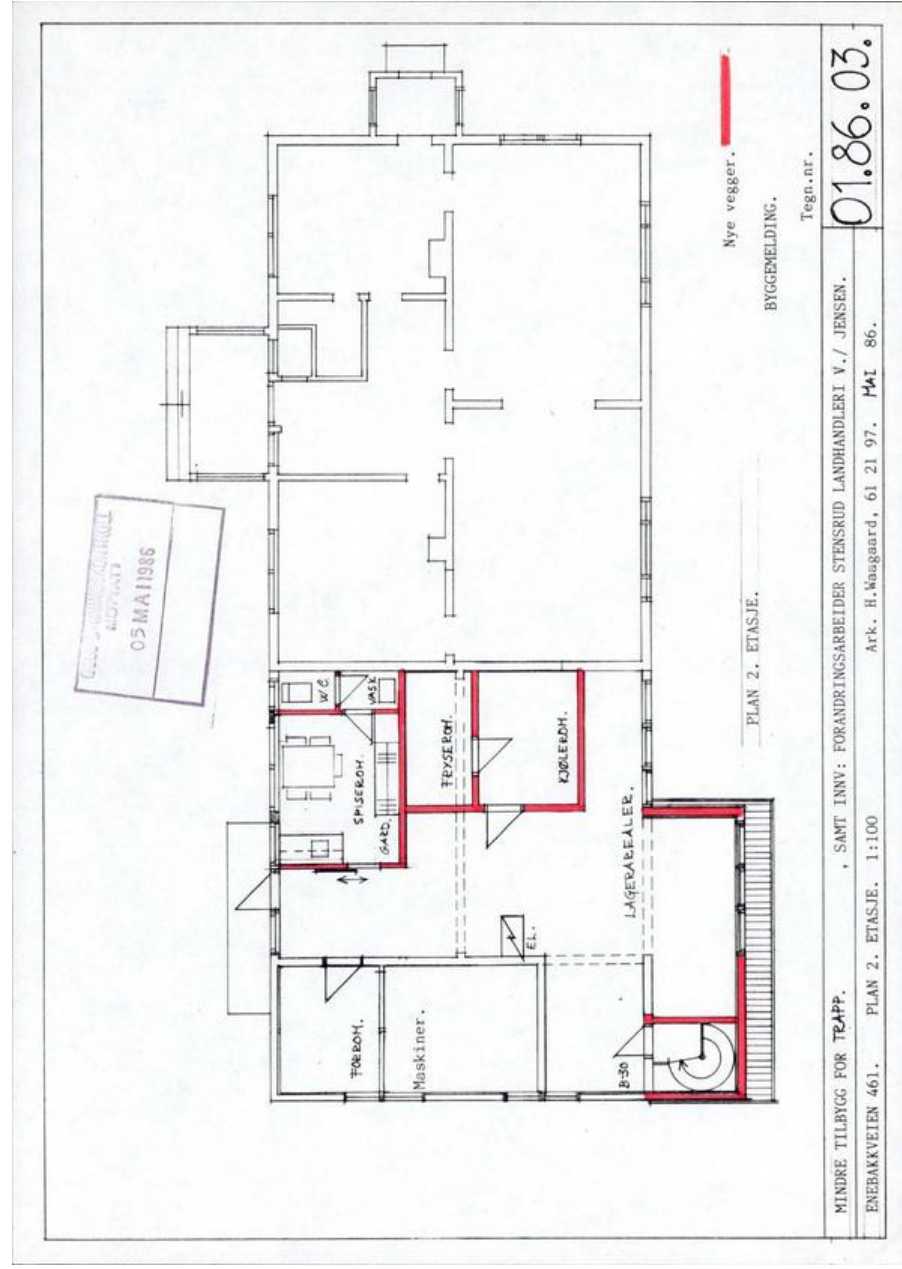 05 MAI 1986
W.C.
VASK
SPISEROM.
GARD.
FRYSEROM.
KJØLEROM.
LAGERAREALER.
EL.
FORROM.
Maskiner.
B-30
PLAN 2. ETASJE.
Nye vegger.
BYGGEMELDING.
Tegn.nr.
01.86.03.
MINDRE TILBYGG FOR TRAPP. . SAMT INNV: FORANDRINGSARBEIDER STENSRUD LANDHANDLERI V./ JENSEN.
ENEBAKKVEIEN 461. PLAN 2. ETASJE. 1:100 Ark. H.Waagaard, 61 21 97. MAI 86.